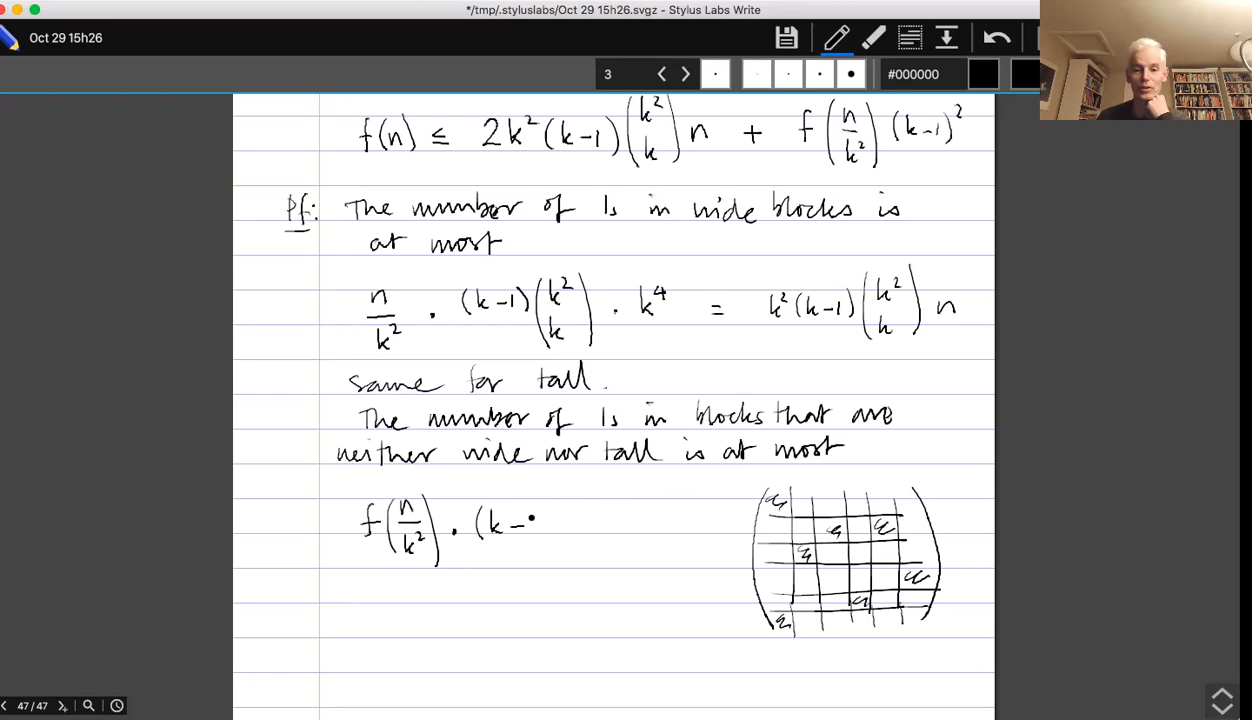 */tmp/.styluslabs/Oct 29 15h26.svgz - Stylus Labs Write
Oct 29 15h26
3
#000000
f(n) ≤ 2k²(k-1) (k² k) n + f(n/k²) (k-1)²
Pf: The number of 1s in wide blocks is
at most
n/k² · (k-1) (k² k) · k⁴ = k²(k-1) (k² k) n
same for tall.
The number of 1s in blocks that are
neither wide nor tall is at most
f(n/k²) · (k-
47/47